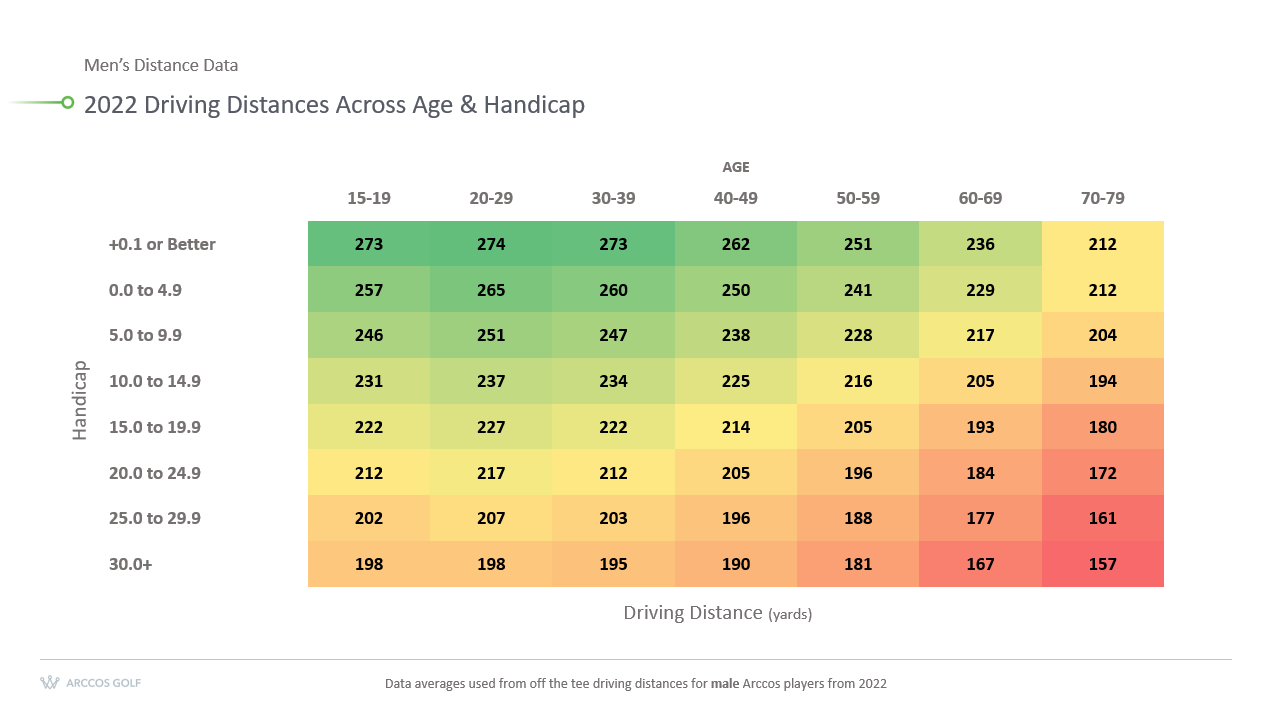 Men’s Distance Data
2022 Driving Distances Across Age & Handicap
AGE
15-19 20-29 30-39 40-49 50-59 60-69 70-79
+0.1 or Better 273 274 273 262 251 236 212
0.0 to 4.9 257 265 260 250 241 229 212
5.0 to 9.9 246 251 247 238 228 217 204
10.0 to 14.9 231 237 234 225 216 205 194
15.0 to 19.9 222 227 222 214 205 193 180
20.0 to 24.9 212 217 212 205 196 184 172
25.0 to 29.9 202 207 203 196 188 177 161
30.0+ 198 198 195 190 181 167 157
Handicap
Driving Distance (yards)
ARCCOS GOLF
Data averages used from off the tee driving distances for male Arccos players from 2022